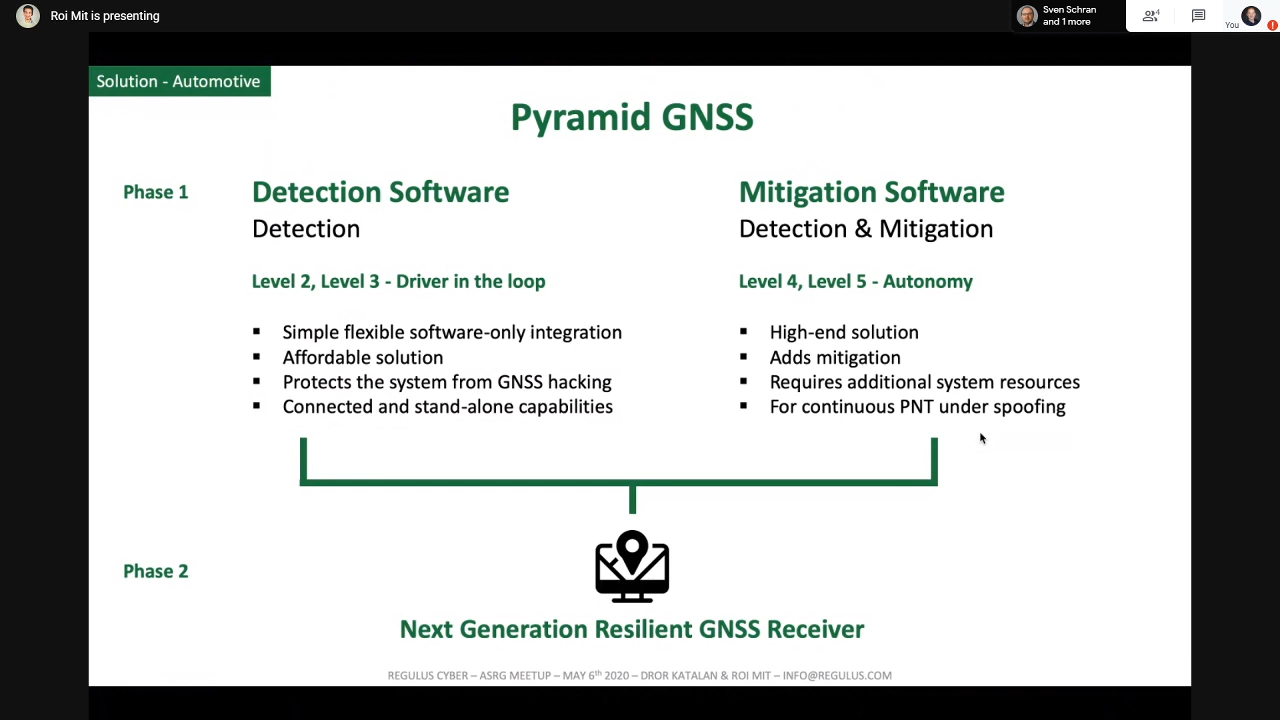 Roi Mit is presenting
Sven Schran
and 1 more
4
You
Solution - Automotive
Pyramid GNSS
Phase 1
Detection Software
Detection
Level 2, Level 3 - Driver in the loop
▪ Simple flexible software-only integration
▪ Affordable solution
▪ Protects the system from GNSS hacking
▪ Connected and stand-alone capabilities
Mitigation Software
Detection & Mitigation
Level 4, Level 5 - Autonomy
▪ High-end solution
▪ Adds mitigation
▪ Requires additional system resources
▪ For continuous PNT under spoofing
Phase 2
Next Generation Resilient GNSS Receiver
REGULUS CYBER – ASRG MEETUP – MAY 6th 2020 – DROR KATALAN & ROI MIT – INFO@REGULUS.COM